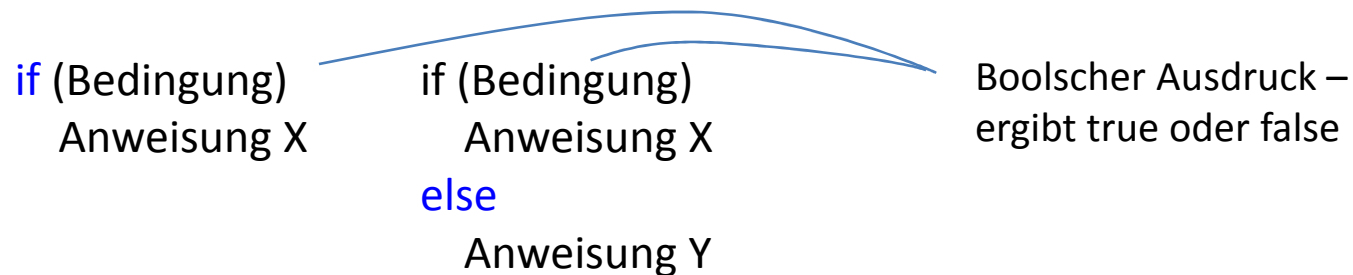 if (Bedingung)
Anweisung X
if (Bedingung)
Anweisung X
else
Anweisung Y
Boolscher Ausdruck –
ergibt true oder false